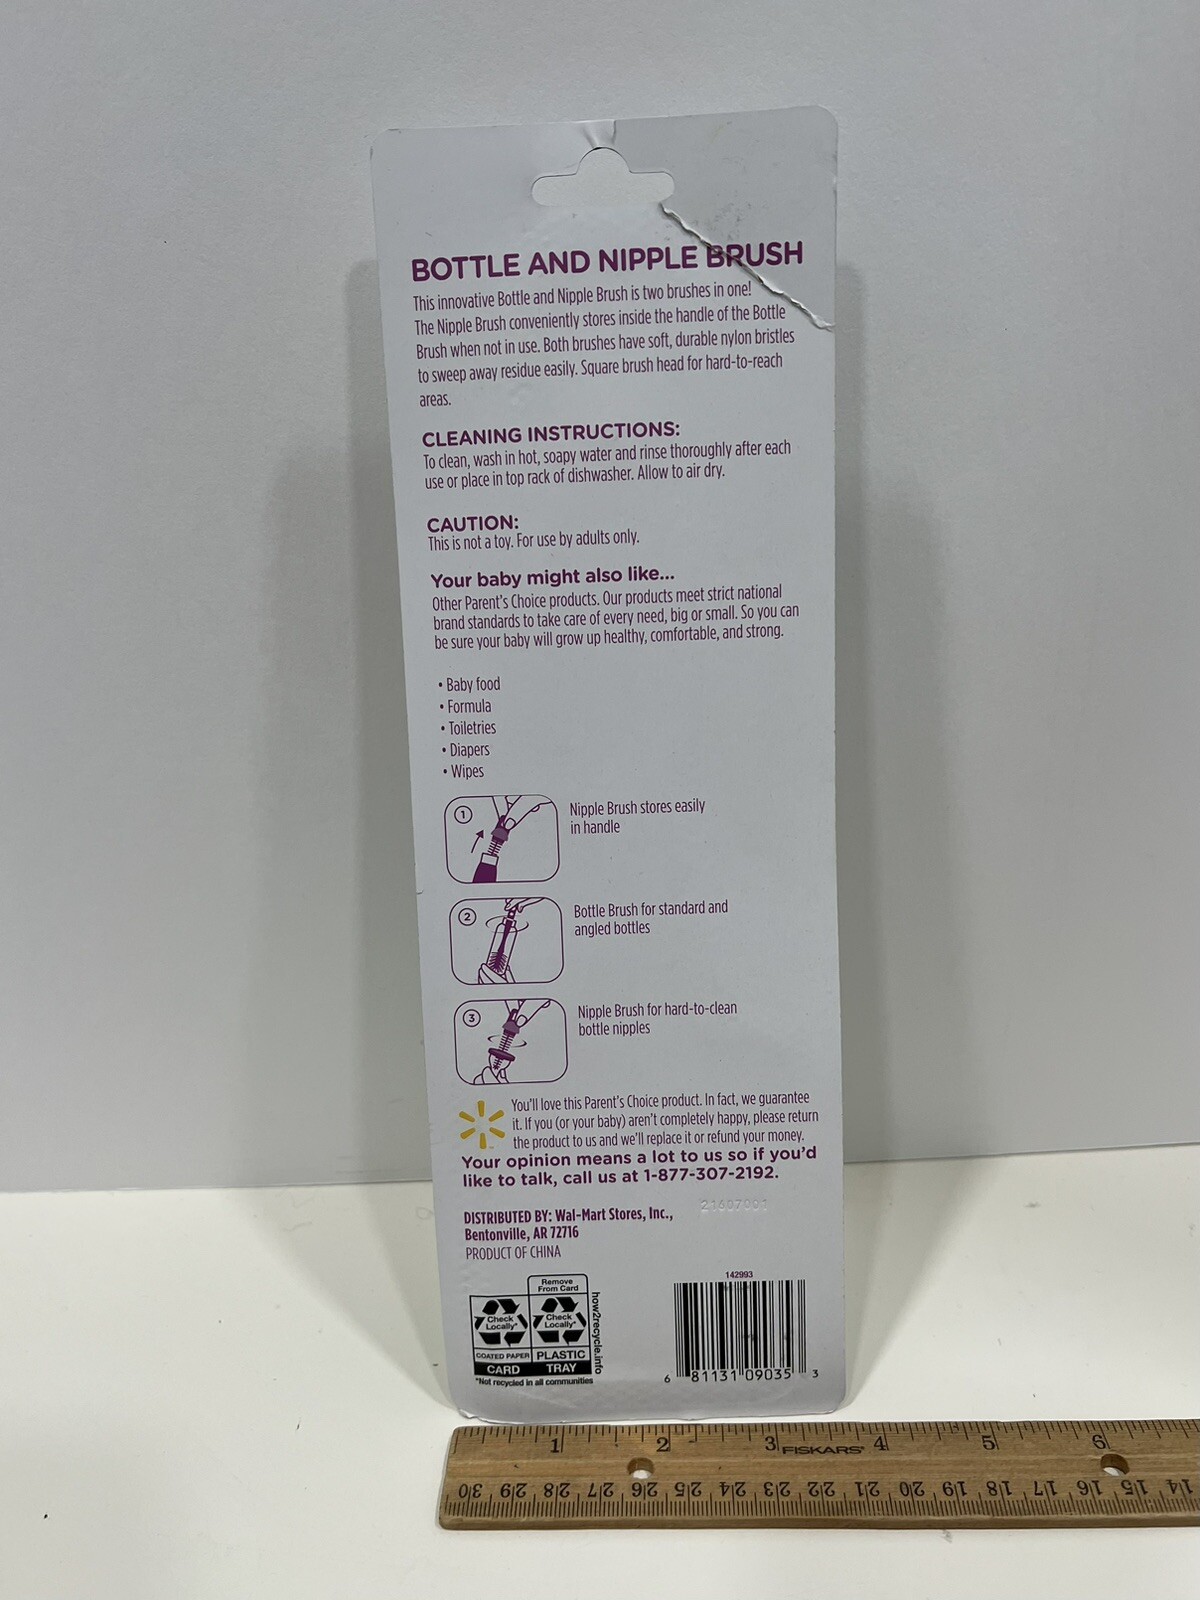 BOTTLE AND NIPPLE BRUSH
This innovative Bottle and Nipple Brush is two brushes in one!
The Nipple Brush conveniently stores inside the handle of the Bottle
Brush when not in use. Both brushes have soft, durable nylon bristles
to sweep away residue easily. Square brush head for hard-to-reach
areas.
CLEANING INSTRUCTIONS:
To clean, wash in hot, soapy water and rinse thoroughly after each
use or place in top rack of dishwasher. Allow to air dry.
CAUTION:
This is not a toy. For use by adults only.
Your baby might also like...
Other Parent's Choice products. Our products meet strict national
brand standards to take care of every need, big or small. So you can
be sure your baby will grow up healthy, comfortable, and strong.
• Baby food
• Formula
• Toiletries
• Diapers
• Wipes
1
Nipple Brush stores easily
in handle
2
Bottle Brush for standard and
angled bottles
3
Nipple Brush for hard-to-clean
bottle nipples
You'll love this Parent's Choice product. In fact, we guarantee
it. If you (or your baby) aren't completely happy, please return
the product to us and we'll replace it or refund your money.
Your opinion means a lot to us so if you'd
like to talk, call us at 1-877-307-2192.
21607001
DISTRIBUTED BY: Wal-Mart Stores, Inc.,
Bentonville, AR 72716
PRODUCT OF CHINA
Remove
From Card
Check
Locally*
Check
Locally*
COATED PAPER
PLASTIC
CARD
TRAY
how2recycle.info
*Not recycled in all communities
142993
6 81131 09035 3
1 2 3 FISKARS 4 5 6
30 29 28 27 26 25 24 23 22 21 20 19 18 17 16 15 14